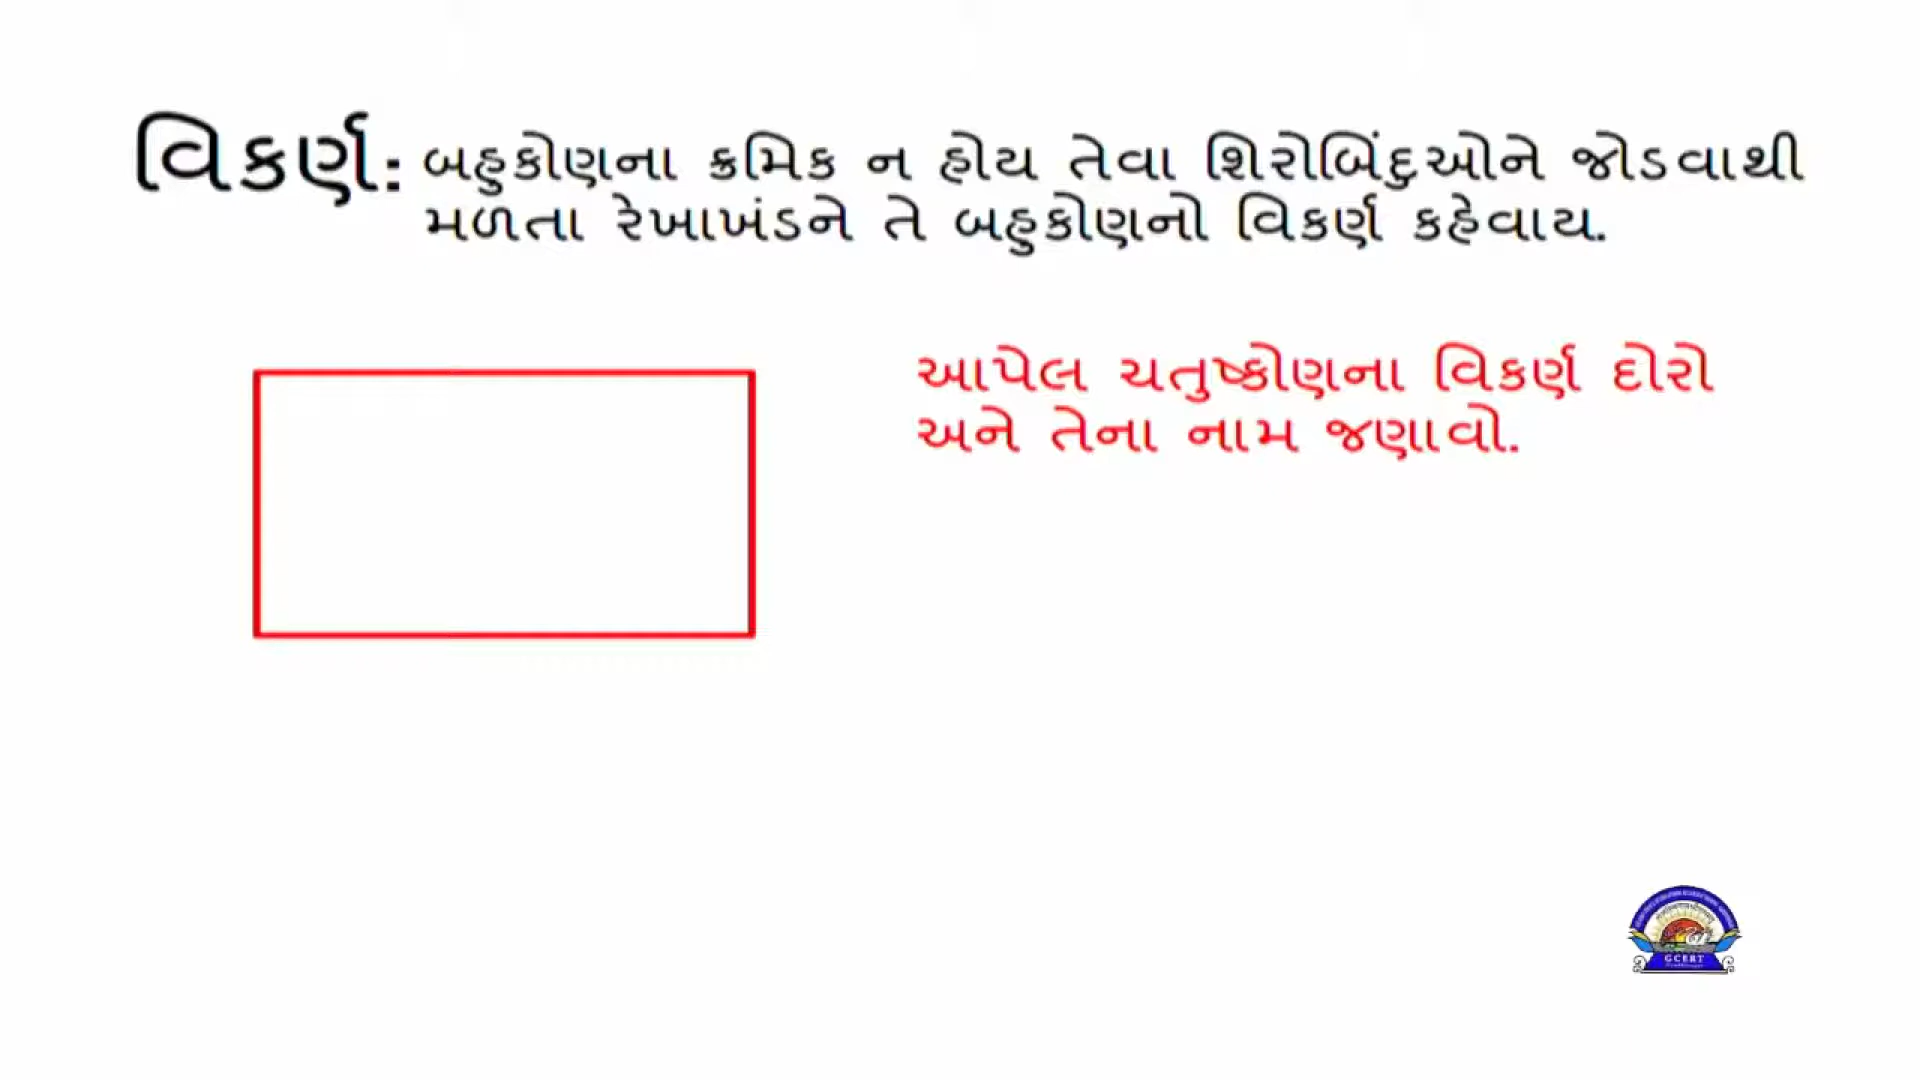 વિકર્ણ: બહુકોણના ક્રમિક ન હોય તેવા શિરોબિંદુઓને જોડવાથી
મળતા રેખાખંડને તે બહુકોણનો વિકર્ણ કહેવાય.
આપેલ ચતુષ્કોણના વિકર્ણ દોરો
અને તેના નામ જણાવો.
GCERT